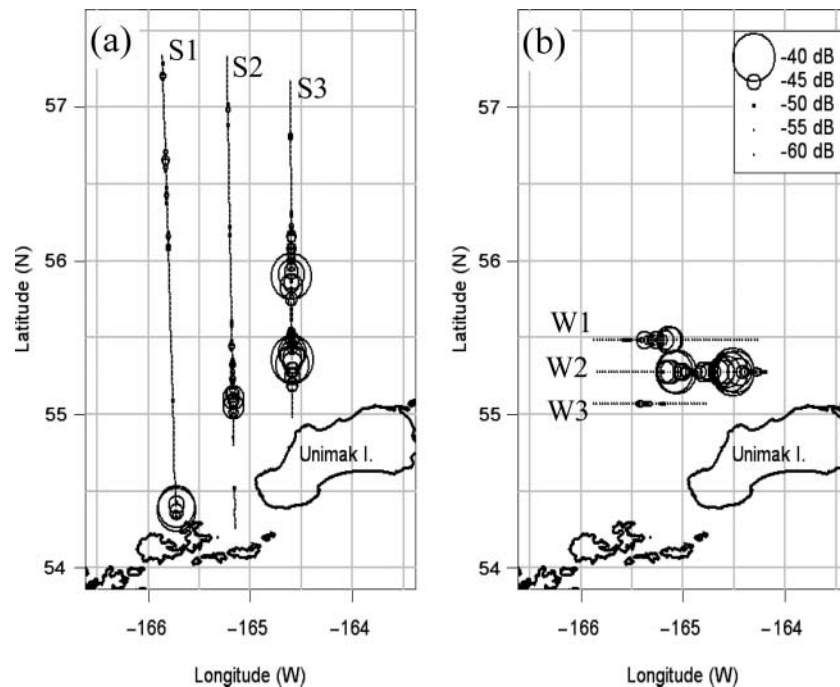 (a)
S1
S2
S3
57
56
55
54
Latitude (N)
Unimak I.
-166
-165
-164
Longitude (W)
(b)
-40 dB
-45 dB
-50 dB
-55 dB
-60 dB
57
56
55
54
Latitude (N)
W1
W2
W3
Unimak I.
-166
-165
-164
Longitude (W)